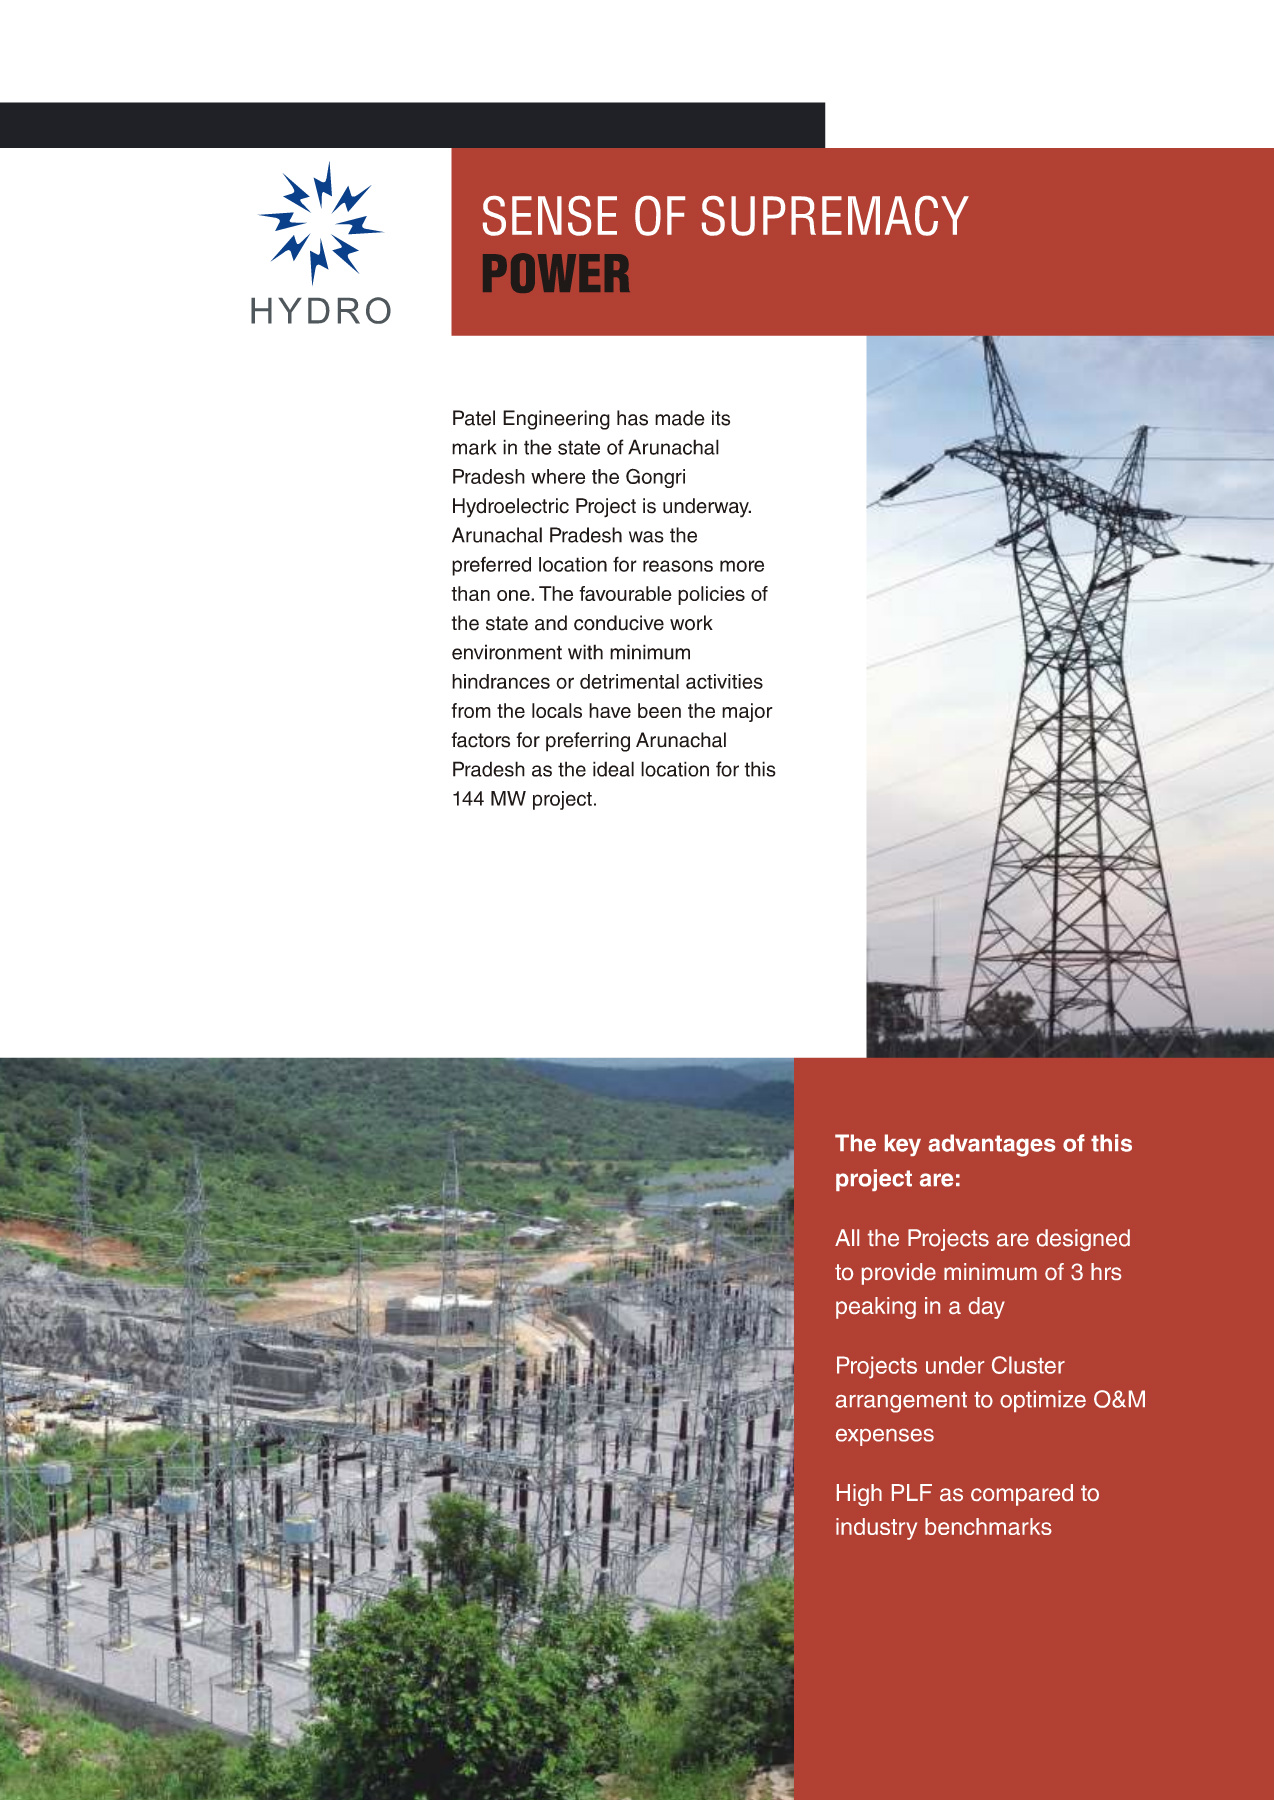 HYDRO
SENSE OF SUPREMACY
POWER
Patel Engineering has made its
mark in the state of Arunachal
Pradesh where the Gongri
Hydroelectric Project is underway.
Arunachal Pradesh was the
preferred location for reasons more
than one. The favourable policies of
the state and conducive work
environment with minimum
hindrances or detrimental activities
from the locals have been the major
factors for preferring Arunachal
Pradesh as the ideal location for this
144 MW project.
The key advantages of this
project are:
All the Projects are designed
to provide minimum of 3 hrs
peaking in a day
Projects under Cluster
arrangement to optimize O&M
expenses
High PLF as compared to
industry benchmarks